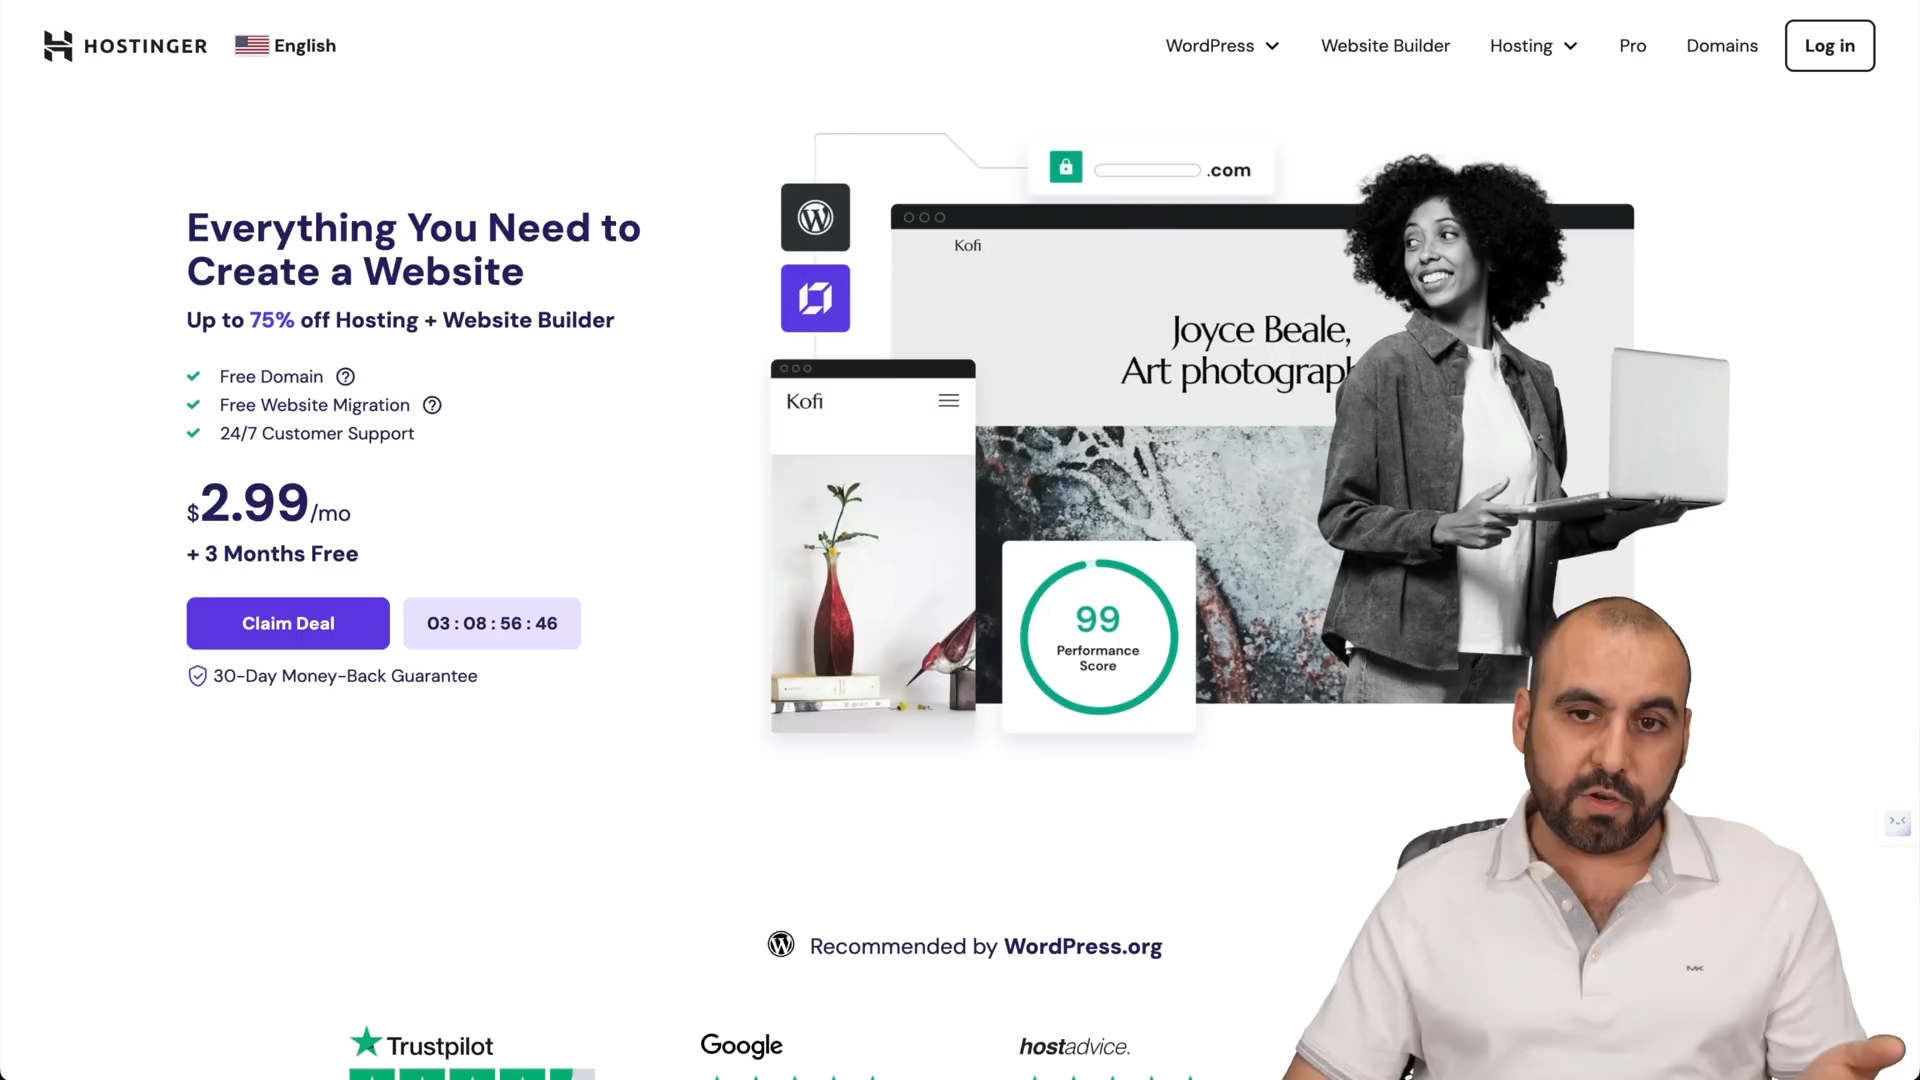 HOSTINGER
English
WordPress
Website Builder
Hosting
Pro
Domains
Log in
Everything You Need to
Create a Website
Up to 75% off Hosting + Website Builder
Free Domain
Free Website Migration
24/7 Customer Support
$2.99/mo
+ 3 Months Free
Claim Deal
03 : 08 : 56 : 46
30-Day Money-Back Guarantee
.com
Kofi
Joyce Beale,
Art photograph
Kofi
99
Performance
Score
Recommended by WordPress.org
Trustpilot
Google
hostadvice.
MK